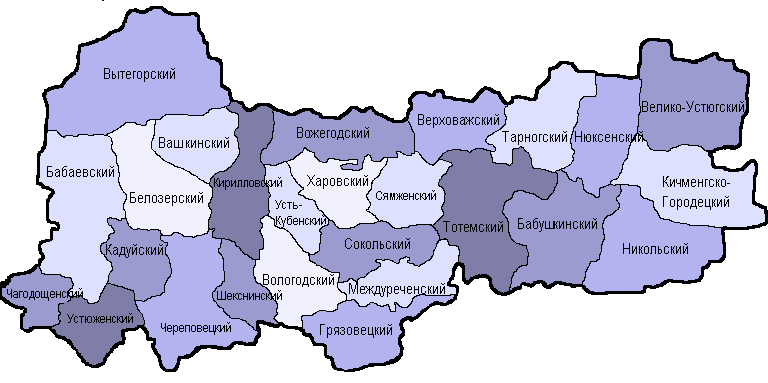 Вытегорский
Велико-Устюгский
Верховажский
Вожегодский
Тарногский
Нюксенский
Вашкинский
Бабаевский
Кирилловский
Харовский
Кичменгско-
Городецкий
Белозерский
Сямженский
Усть-
Кубенский
Тотемский
Бабушкинский
Сокольский
Никольский
Кадуйский
Вологодский
Междуреченский
Чагодощенский
Шекснинский
Устюженский
Череповецкий
Грязовецкий